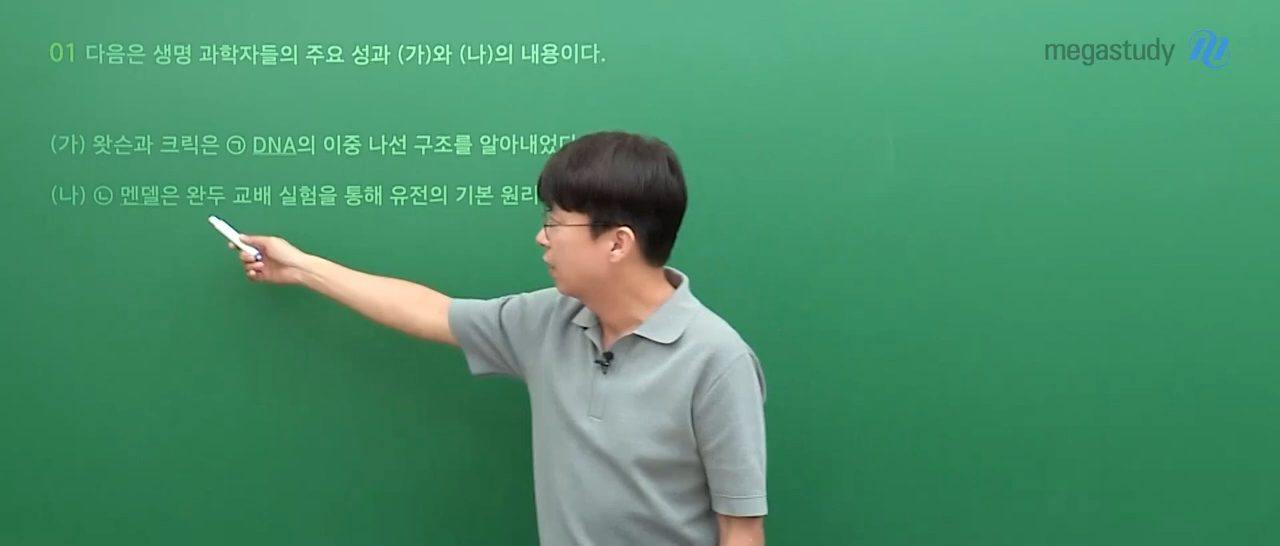 01 다음은 생명 과학자들의 주요 성과 (가)와 (나)의 내용이다.
megastudy
(가) 왓슨과 크릭은 ㉠ DNA의 이중 나선 구조를 알아내었다
(나) ㉡ 멘델은 완두 교배 실험을 통해 유전의 기본 원리